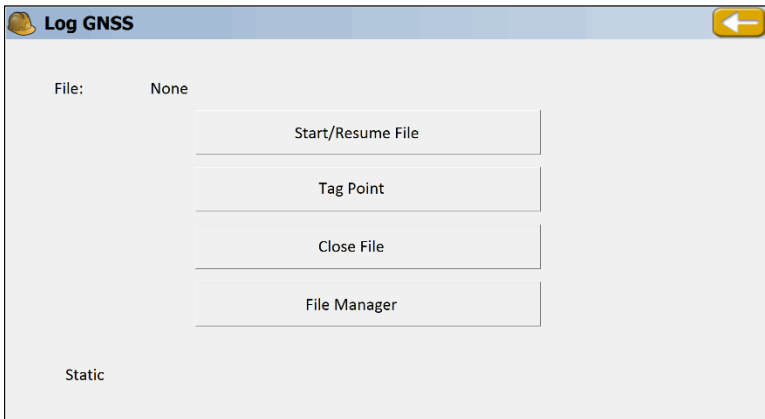 Log GNSS
File: None
Start/Resume File
Tag Point
Close File
File Manager
Static